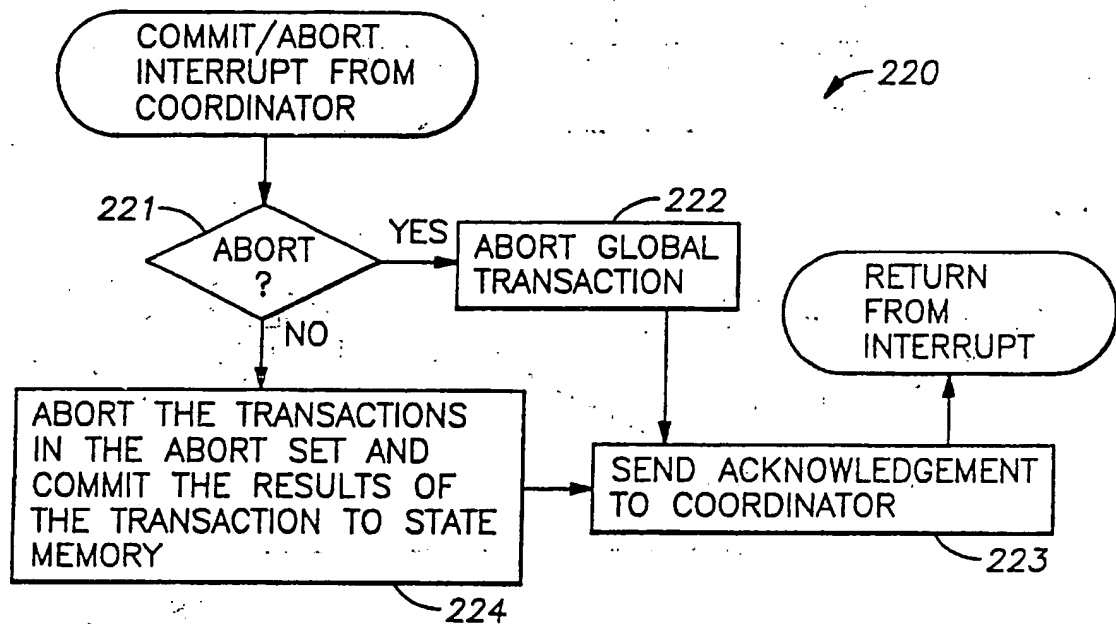 COMMIT/ABORT
INTERRUPT FROM
COORDINATOR
220
221
ABORT
?
YES
222
ABORT GLOBAL
TRANSACTION
RETURN
FROM
INTERRUPT
NO
ABORT THE TRANSACTIONS
IN THE ABORT SET AND
COMMIT THE RESULTS OF
THE TRANSACTION TO STATE
MEMORY
224
SEND ACKNOWLEDGEMENT
TO COORDINATOR
223